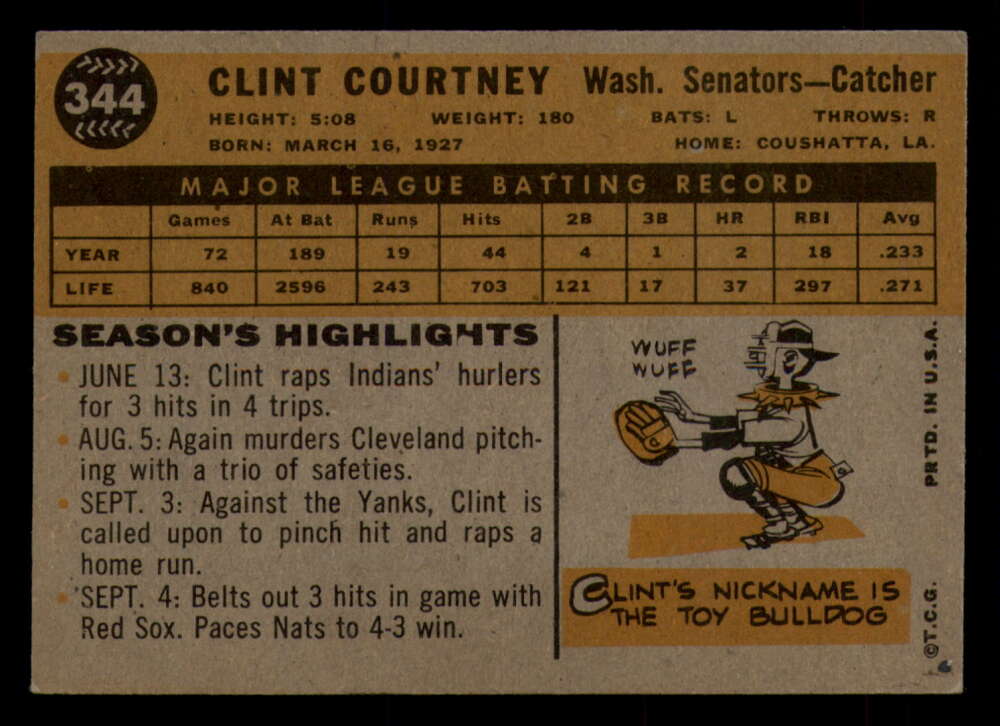 344
CLINT COURTNEY Wash. Senators—Catcher
HEIGHT: 5:08 WEIGHT: 180 BATS: L THROWS: R
BORN: MARCH 16, 1927 HOME: COUSHATTA, LA.
MAJOR LEAGUE BATTING RECORD
Games At Bat Runs Hits 2B 3B HR RBI Avg
YEAR 72 189 19 44 4 1 2 18 .233
LIFE 840 2596 243 703 121 17 37 297 .271
SEASON'S HIGHLIGHTS
• JUNE 13: Clint raps Indians' hurlers
for 3 hits in 4 trips.
• AUG. 5: Again murders Cleveland pitch-
ing with a trio of safeties.
• SEPT. 3: Against the Yanks, Clint is
called upon to pinch hit and raps a
home run.
• SEPT. 4: Belts out 3 hits in game with
Red Sox. Paces Nats to 4-3 win.
WUFF
WUFF
CLINT'S NICKNAME IS
THE TOY BULLDOG
©T.C.G. PRTD. IN U.S.A.